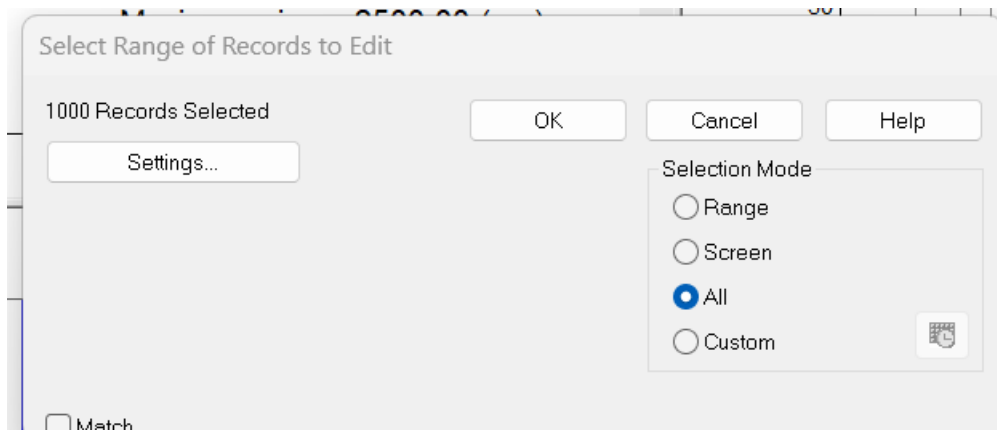 Select Range of Records to Edit
1000 Records Selected
OK
Cancel
Help
Settings...
Selection Mode
Range
Screen
All
Custom
Match